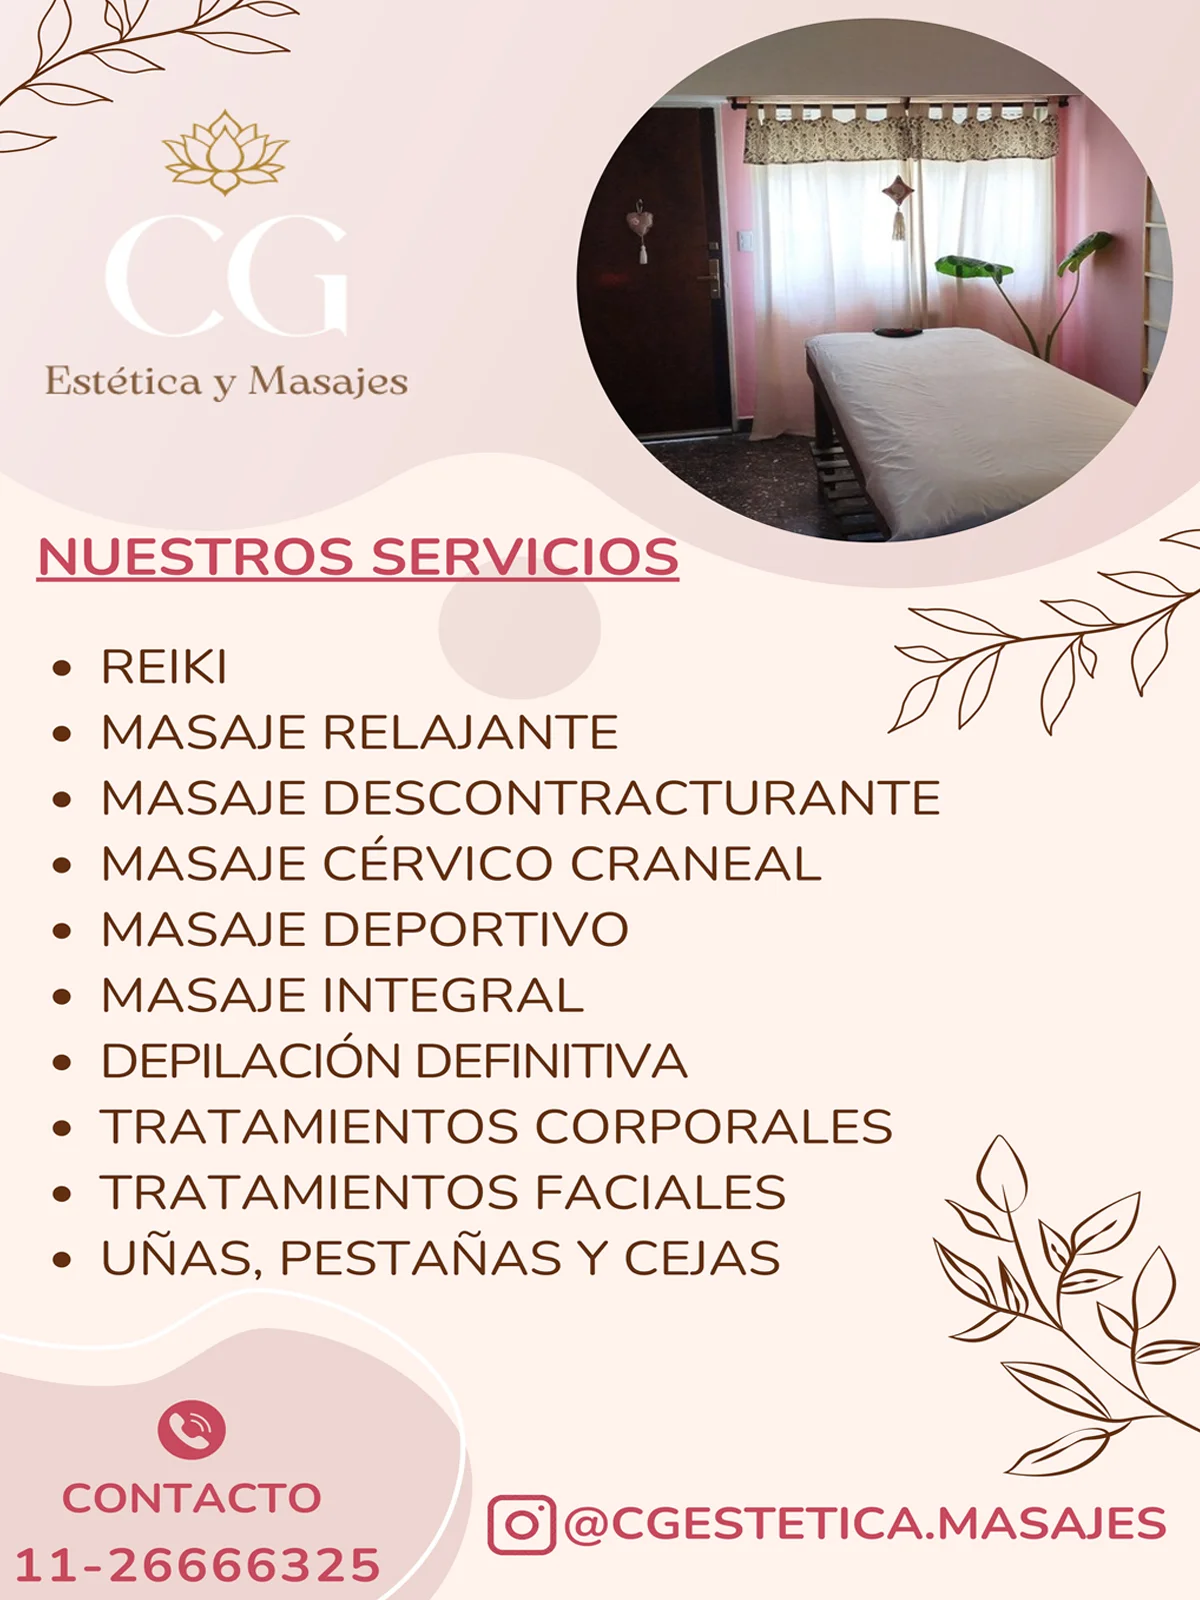 CG
Estética y Masajes
NUESTROS SERVICIOS
• REIKI
• MASAJE RELAJANTE
• MASAJE DESCONTRACTURANTE
• MASAJE CÉRVICO CRANEAL
• MASAJE DEPORTIVO
• MASAJE INTEGRAL
• DEPILACIÓN DEFINITIVA
• TRATAMIENTOS CORPORALES
• TRATAMIENTOS FACIALES
• UÑAS, PESTAÑAS Y CEJAS
CONTACTO
11-26666325
@CGESTETICA.MASAJES